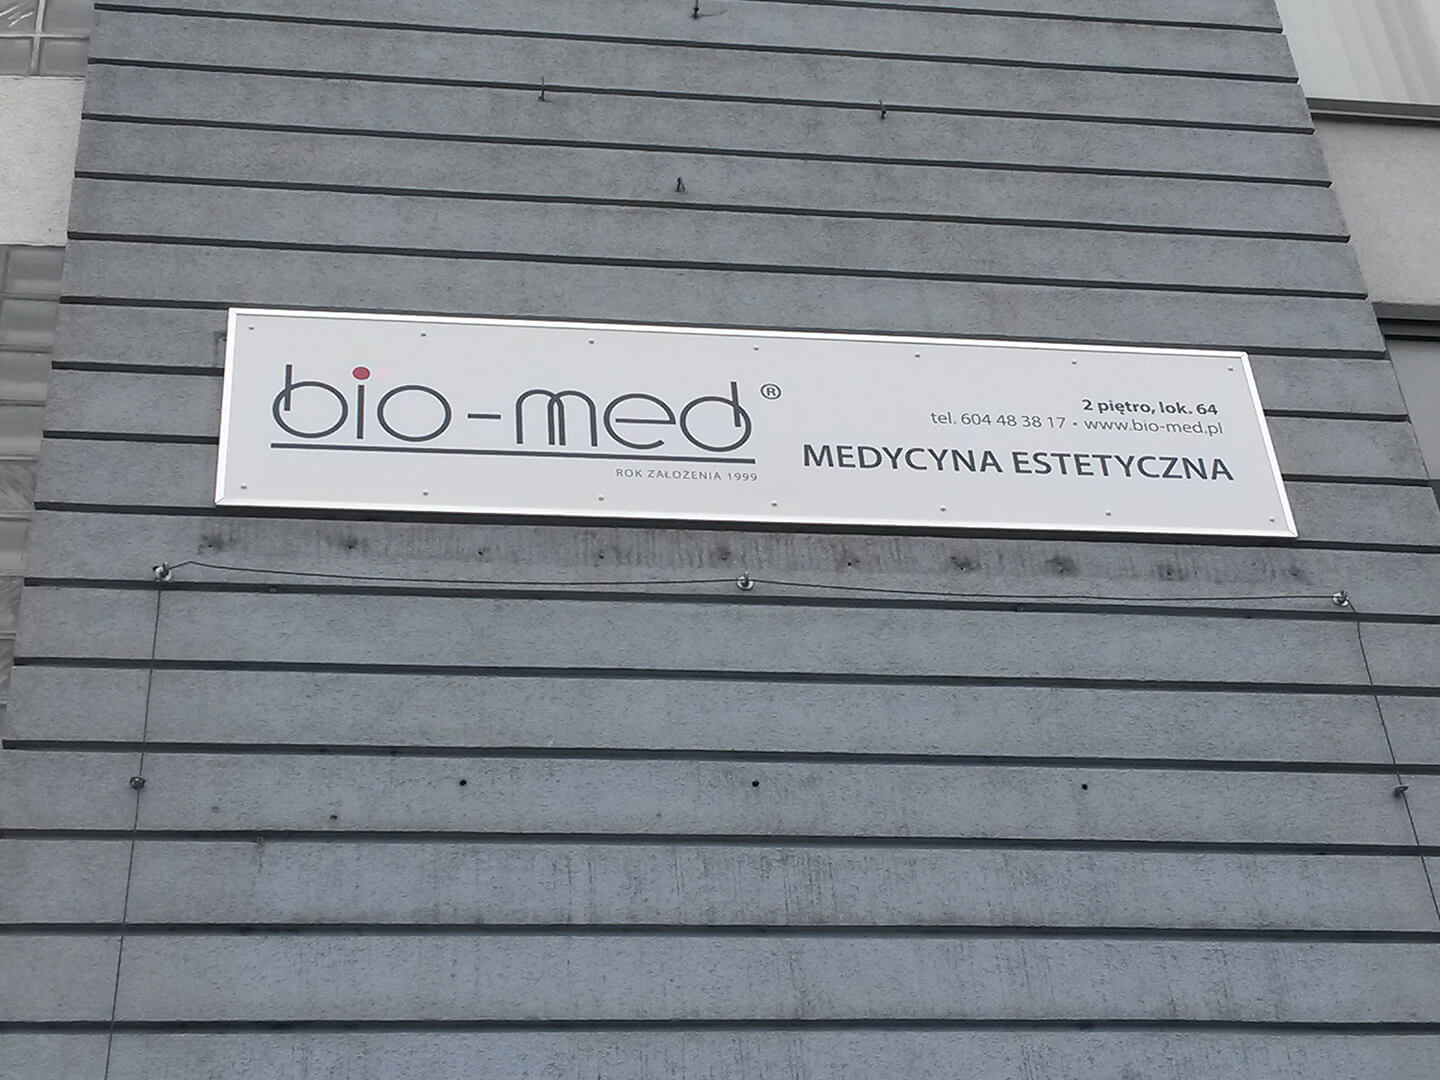 bio-med®
ROK ZAŁOŻENIA 1999
2 piętro, lok. 64
tel. 604 48 38 17 • www.bio-med.pl
MEDYCYNA ESTETYCZNA